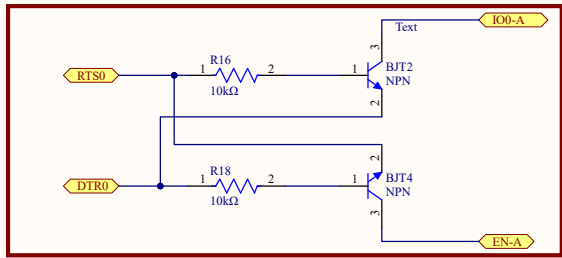 IO0-A
Text
3
R16
BJT2
RTS0
1
2
1
NPN
10kΩ
2
2
R18
BJT4
DTR0
1
2
1
NPN
10kΩ
3
EN-A